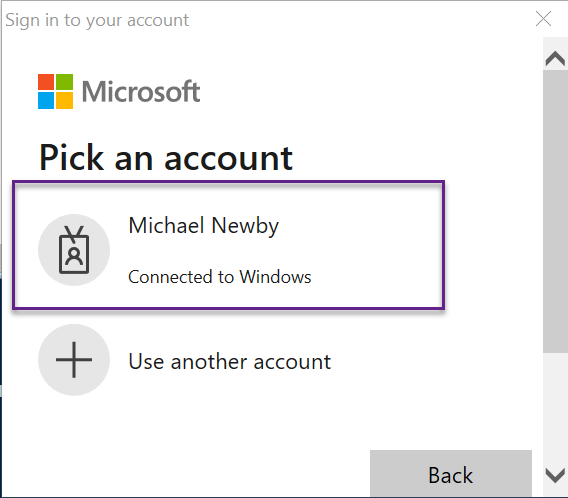 Sign in to your account
Microsoft
Pick an account
Michael Newby
Connected to Windows
Use another account
Back